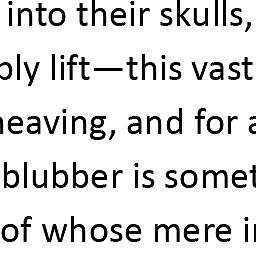 into their skulls,
ply lift—this vast
heaving, and for a
blubber is somet
of whose mere i